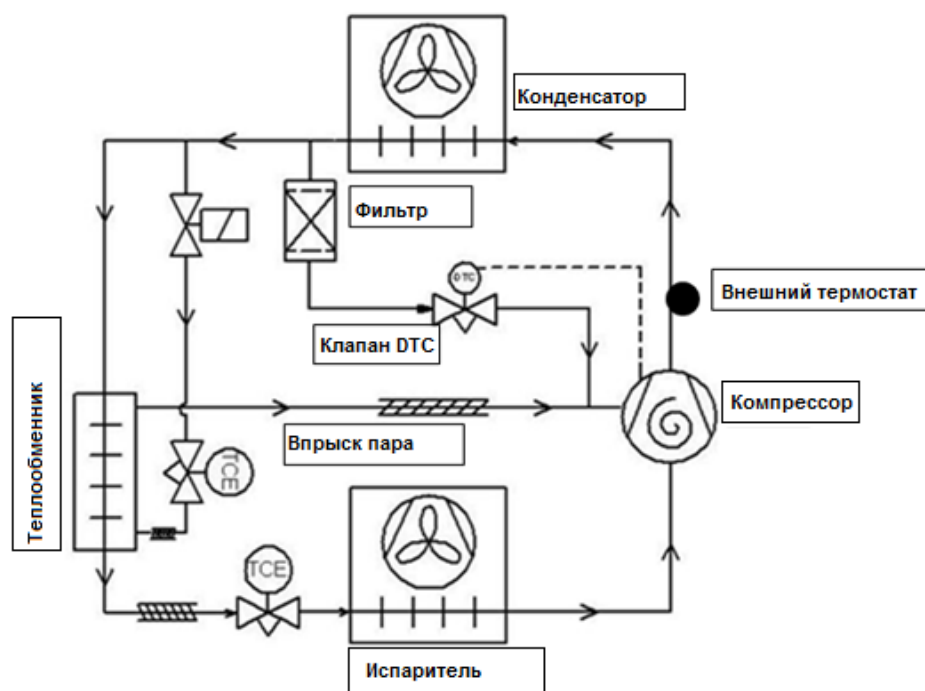 Конденсатор
Фильтр
DTC
Внешний термостат
Клапан DTC
Компрессор
Теплообменник
Впрыск пара
TCE
TCE
Испаритель